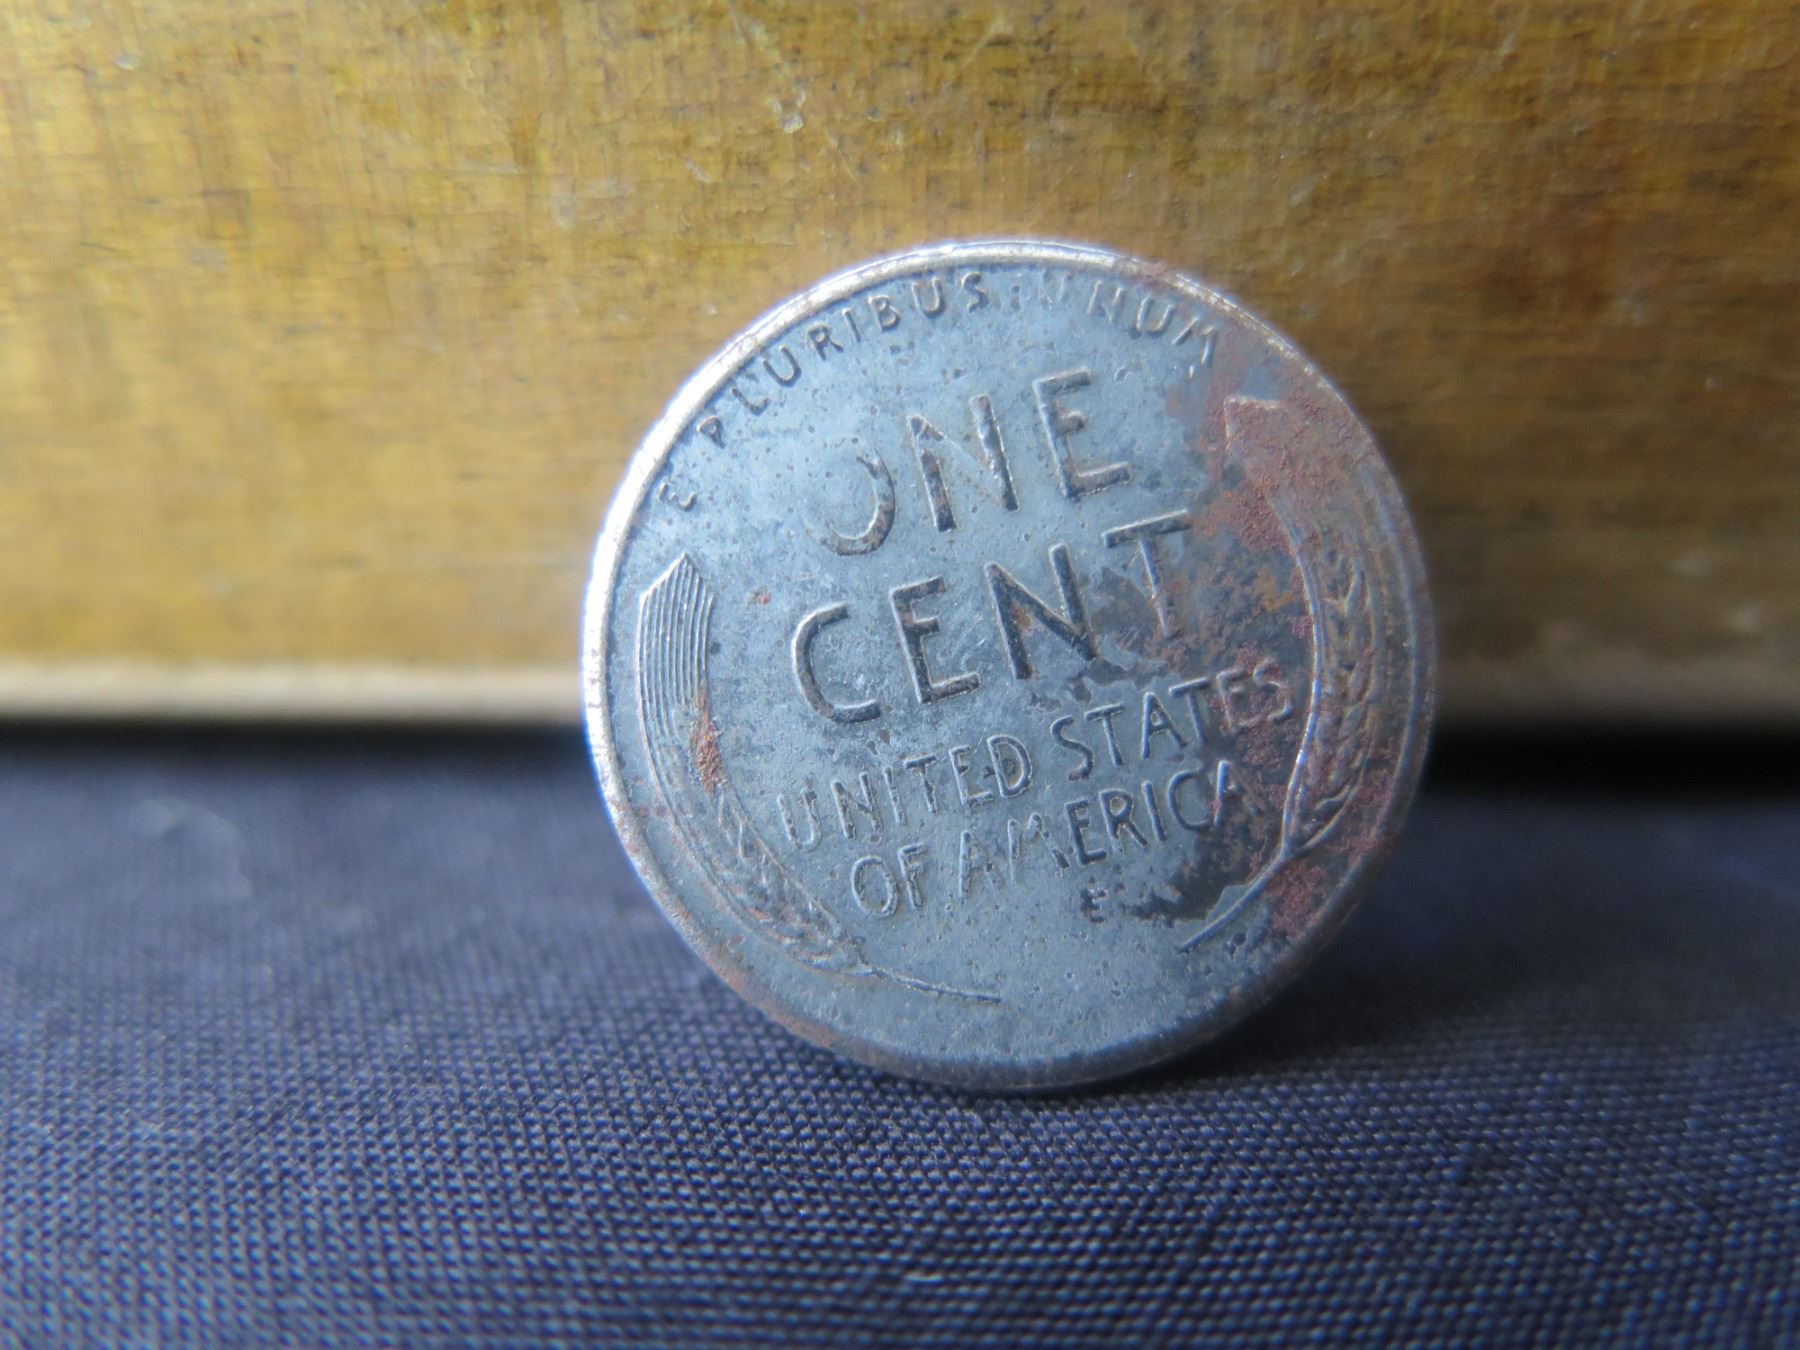 E PLURIBUS UNUM
ONE
CENT
UNITED STATES
OF AMERICA